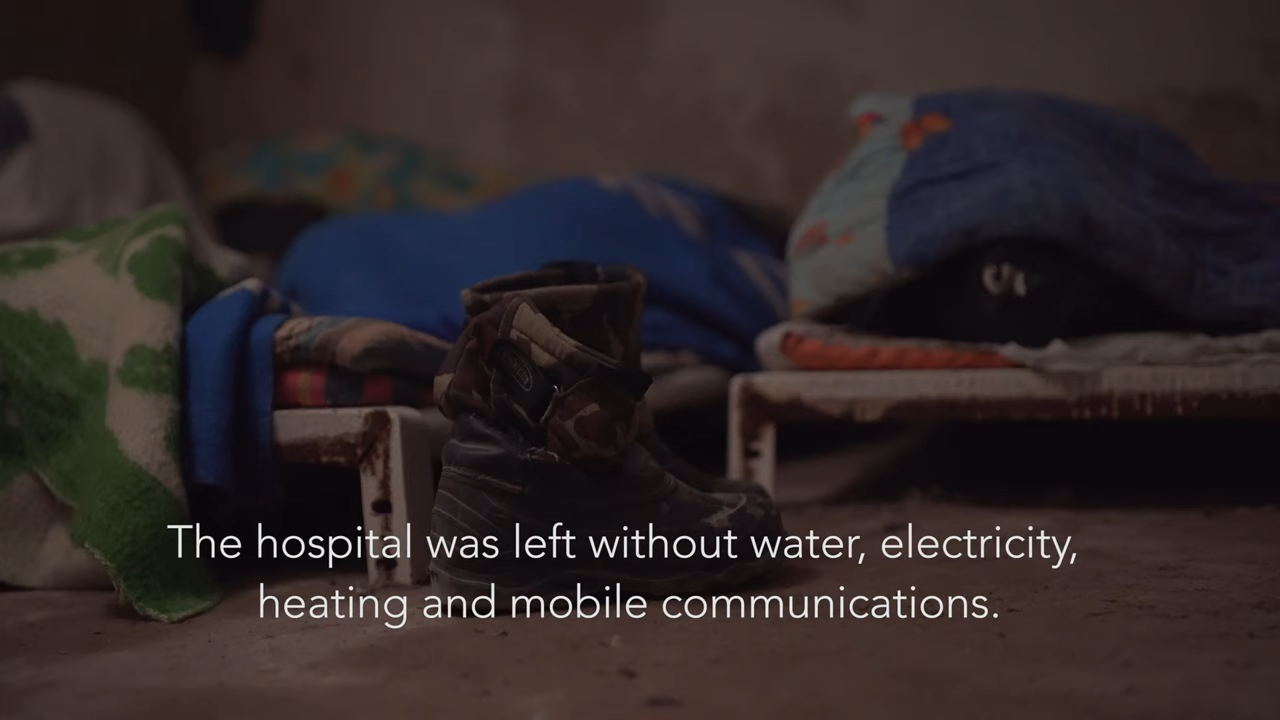 The hospital was left without water, electricity,
heating and mobile communications.